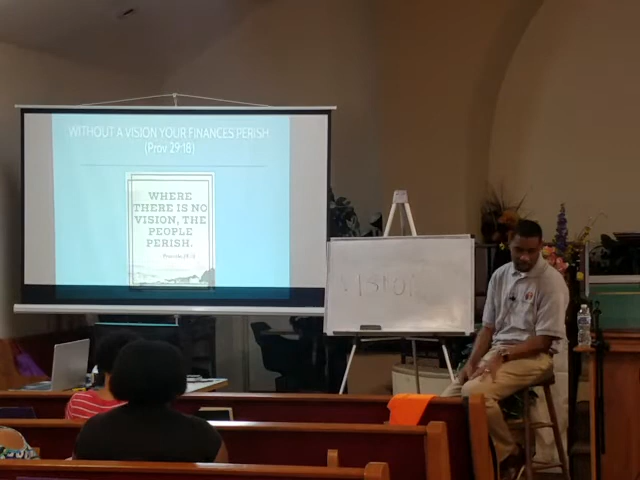 WITHOUT A VISION YOUR FINANCES PERISH
(Prov 29:18)
WHERE
THERE IS NO
VISION, THE
PEOPLE
PERISH.
VISION